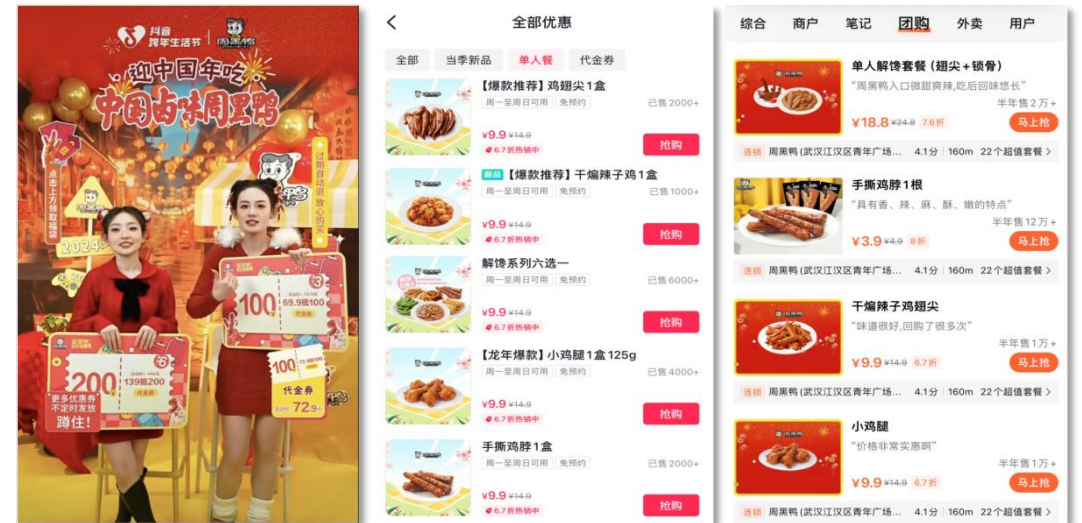 抖音
跨年生活节
周黑鸭
迎中国年吃
中国卤味周黑鸭
点击上方领取福袋
过期自动退 放心购买
2024
100
69.9抵100
代金券
200
139抵200
代金券
更多优惠券
不定时发放
蹲住!
100
代金券
72.9元
全部优惠
全部 当季新品 单人餐 代金券
【爆款推荐】鸡翅尖1盒
周一至周日可用 免预约 已售2000+
¥9.9 ¥14.9
6.7折热销中 抢购
新品【爆款推荐】干煸辣子鸡1盒
周一至周日可用 免预约 已售1000+
¥9.9 ¥14.9
6.7折热销中 抢购
解馋系列六选一
周一至周日可用 免预约 已售6000+
¥9.9 ¥14.9
6.7折热销中 抢购
【龙年爆款】小鸡腿1盒125g
周一至周日可用 免预约 已售4000+
¥9.9 ¥14.9
6.7折热销中 抢购
手撕鸡脖1盒
周一至周日可用 免预约 已售2000+
¥9.9 ¥14.9
6.7折热销中 抢购
综合 商户 笔记 团购 外卖 用户
单人解馋套餐(翅尖+锁骨)
“周黑鸭入口微甜爽辣,吃后回味悠长”
半年售2万+
¥18.8 ¥24.8 7.6折 马上抢
连锁 周黑鸭(武汉江汉区青年广场... 4.1分 160m 22个超值套餐>
手撕鸡脖1根
“具有香、辣、麻、酥、嫩的特点”
半年售12万+
¥3.9 ¥4.9 8折 马上抢
连锁 周黑鸭(武汉江汉区青年广场... 4.1分 160m 22个超值套餐>
干煸辣子鸡翅尖
“味道很好,回购了很多次”
半年售1万+
¥9.9 ¥14.9 6.7折 马上抢
连锁 周黑鸭(武汉江汉区青年广场... 4.1分 160m 22个超值套餐>
小鸡腿
“价格非常实惠啊”
半年售1万+
¥9.9 ¥14.9 6.7折 马上抢
连锁 周黑鸭(武汉江汉区青年广场... 4.1分 160m 22个超值套餐>